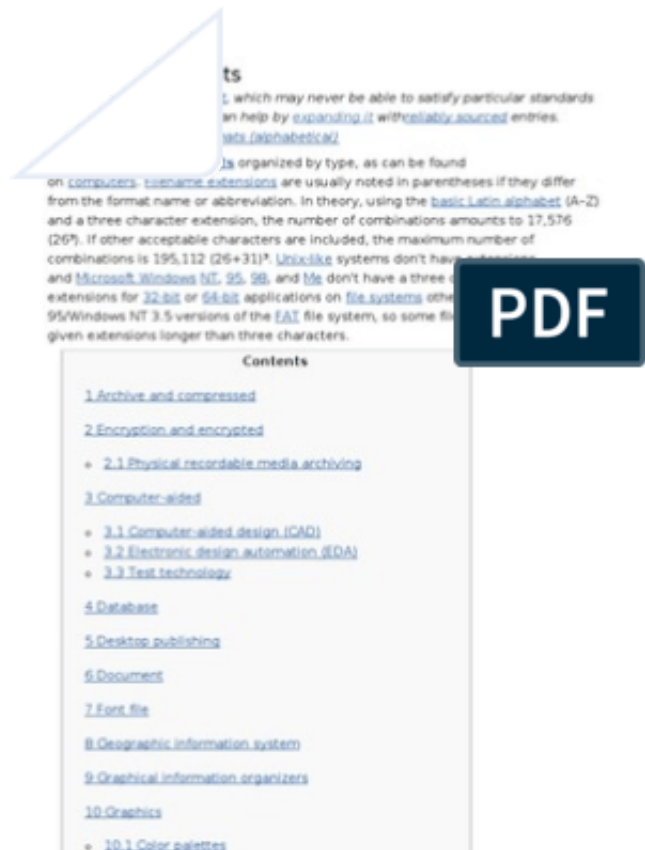 ts
, which may never be able to satisfy particular standards
an help by expanding it withreliably sourced entries.
mats (alphabetical)
ts organized by type, as can be found
on computers. Filename extensions are usually noted in parentheses if they differ
from the format name or abbreviation. In theory, using the basic Latin alphabet (A–Z)
and a three character extension, the number of combinations amounts to 17,576
(26³). If other acceptable characters are included, the maximum number of
combinations is 195,112 (26+31)³. Unix-like systems don't have extensions,
and Microsoft Windows NT, 95, 98, and Me don't have a three
extensions for 32-bit or 64-bit applications on file systems
95/Windows NT 3.5 versions of the FAT file system, so some
given extensions longer than three characters.
PDF
Contents
1 Archive and compressed
2 Encryption and encrypted
2.1 Physical recordable media archiving
3 Computer-aided
3.1 Computer-aided design (CAD)
3.2 Electronic design automation (EDA)
3.3 Test technology
4 Database
5 Desktop publishing
6 Document
7 Font file
8 Geographic information system
9 Graphical information organizers
10 Graphics
10.1 Color palettes